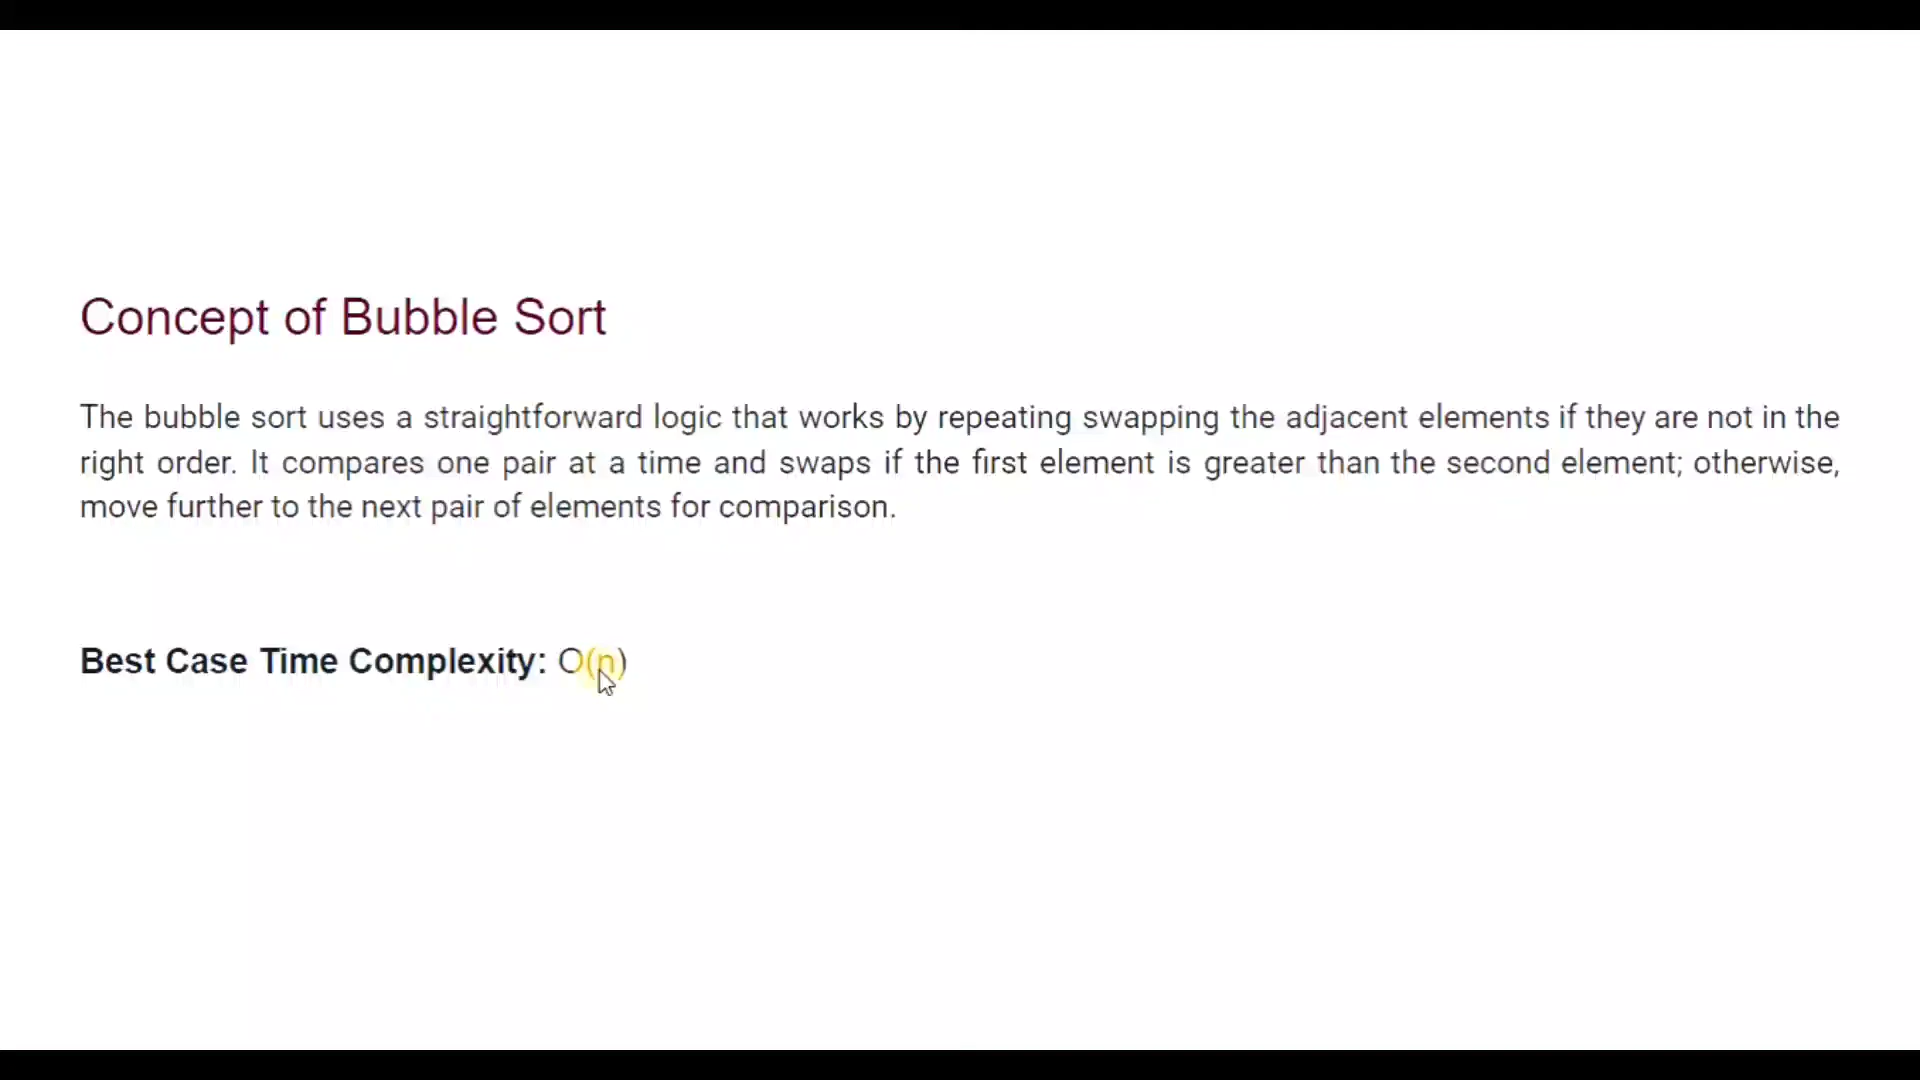 Concept of Bubble Sort
The bubble sort uses a straightforward logic that works by repeating swapping the adjacent elements if they are not in the
right order. It compares one pair at a time and swaps if the first element is greater than the second element; otherwise,
move further to the next pair of elements for comparison.
Best Case Time Complexity: O(n)